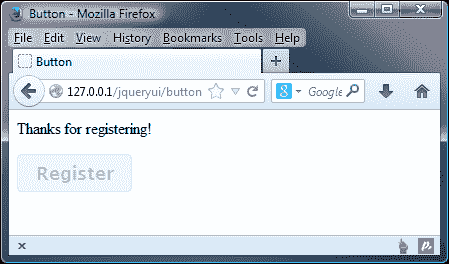 Button - Mozilla Firefox
File Edit View History Bookmarks Tools Help
Button
127.0.0.1/jqueryui/button Google
Thanks for registering!
Register